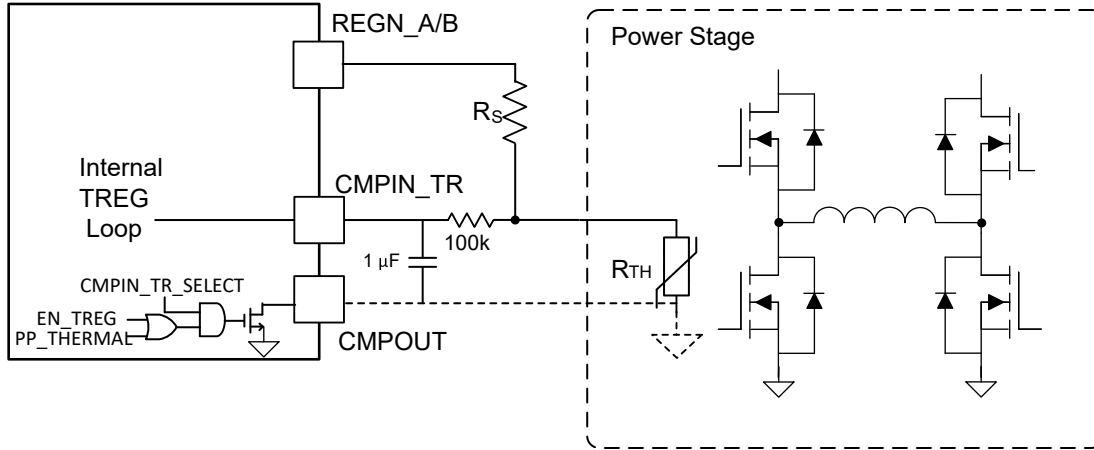 REGN_A/B
Power Stage
RS
Internal
TREG
Loop
CMPIN_TR
100k
1 μF
RTH
CMPIN_TR_SELECT
EN_TREG
PP_THERMAL
CMPOUT